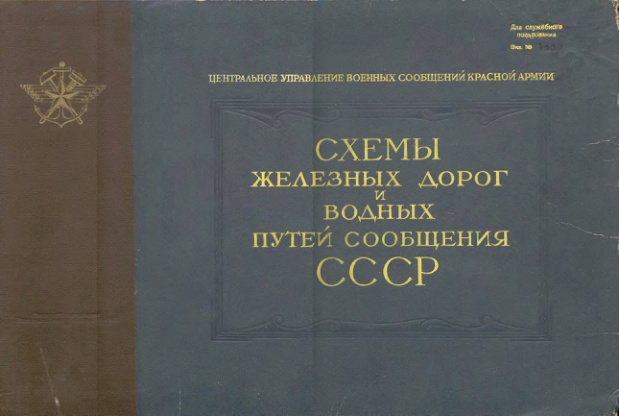 Для служебного
пользования
Экз. №
ЦЕНТРАЛЬНОЕ УПРАВЛЕНИЕ ВОЕННЫХ СООБЩЕНИЙ КРАСНОЙ АРМИИ
СХЕМЫ
ЖЕЛЕЗНЫХ ДОРОГ
И
ВОДНЫХ
ПУТЕЙ СООБЩЕНИЯ
СССР